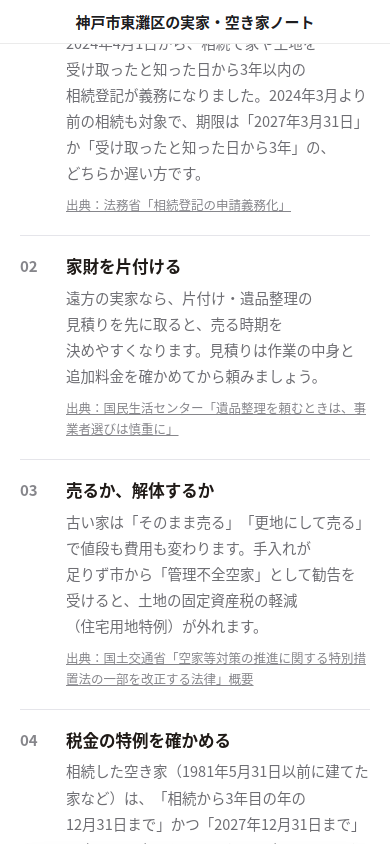 神戸市東灘区の実家・空き家ノート
2024年4月1日から、相続で家や土地を
受け取ったと知った日から3年以内の
相続登記が義務になりました。2024年3月より
前の相続も対象で、期限は「2027年3月31日」
か「受け取ったと知った日から3年」の、
どちらか遅い方です。
出典：法務省「相続登記の申請義務化」
02 家財を片付ける
遠方の実家なら、片付け・遺品整理の
見積りを先に取ると、売る時期を
決めやすくなります。見積りは作業の中身と
追加料金を確かめてから頼みましょう。
出典：国民生活センター「遺品整理を頼むときは、事
業者選びは慎重に」
03 売るか、解体するか
古い家は「そのまま売る」「更地にして売る」
で値段も費用も変わります。手入れが
足りず市から「管理不全空家」として勧告を
受けると、土地の固定資産税の軽減
（住宅用地特例）が外れます。
出典：国土交通省「空家等対策の推進に関する特別措
置法の一部を改正する法律」概要
04 税金の特例を確かめる
相続した空き家（1981年5月31日以前に建てた
家など）は、「相続から3年目の年の
12月31日まで」かつ「2027年12月31日まで」